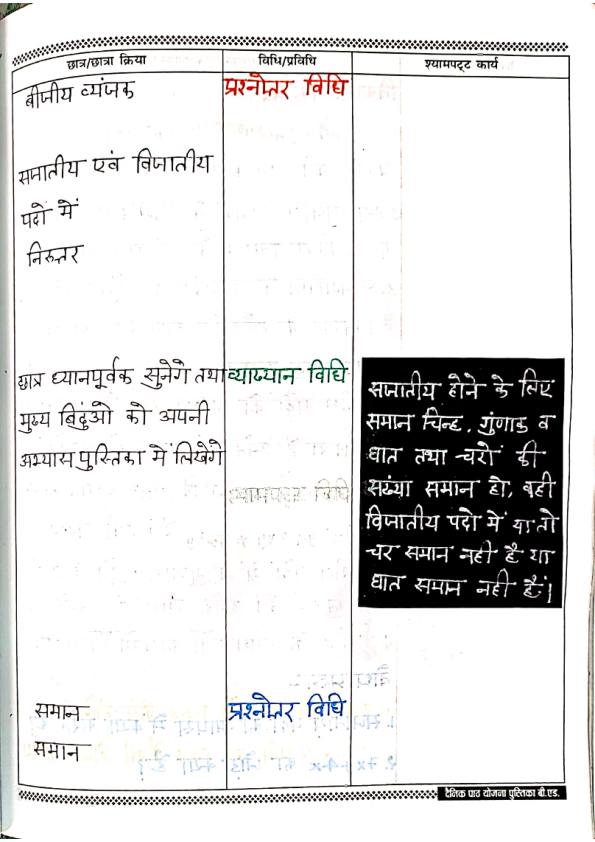 छात्र/छात्रा क्रिया विधि/प्रविधि श्यामपट्ट कार्य
बीजीय व्यंजक प्रश्नोत्तर विधि
सजातीय एवं विजातीय
पदो में
निरुत्तर
छात्र ध्यानपूर्वक सुनेगे तथा व्याख्यान विधि
मुख्य बिदुंओ को अपनी
अभ्यास पुस्तिका में लिखेंगे
श्यामपट्ट विधि
सजातीय होने के लिए
समान चिन्ह, गुंणाक व
घात तथा चरों की
सख्या समान हो, वही
विजातीय पदो में या तो
चर समान नही है या
घात समान नही है।
समान प्रश्नोत्तर विधि
समान
दैनिक पाठ योजना पुस्तिका बी.एड.